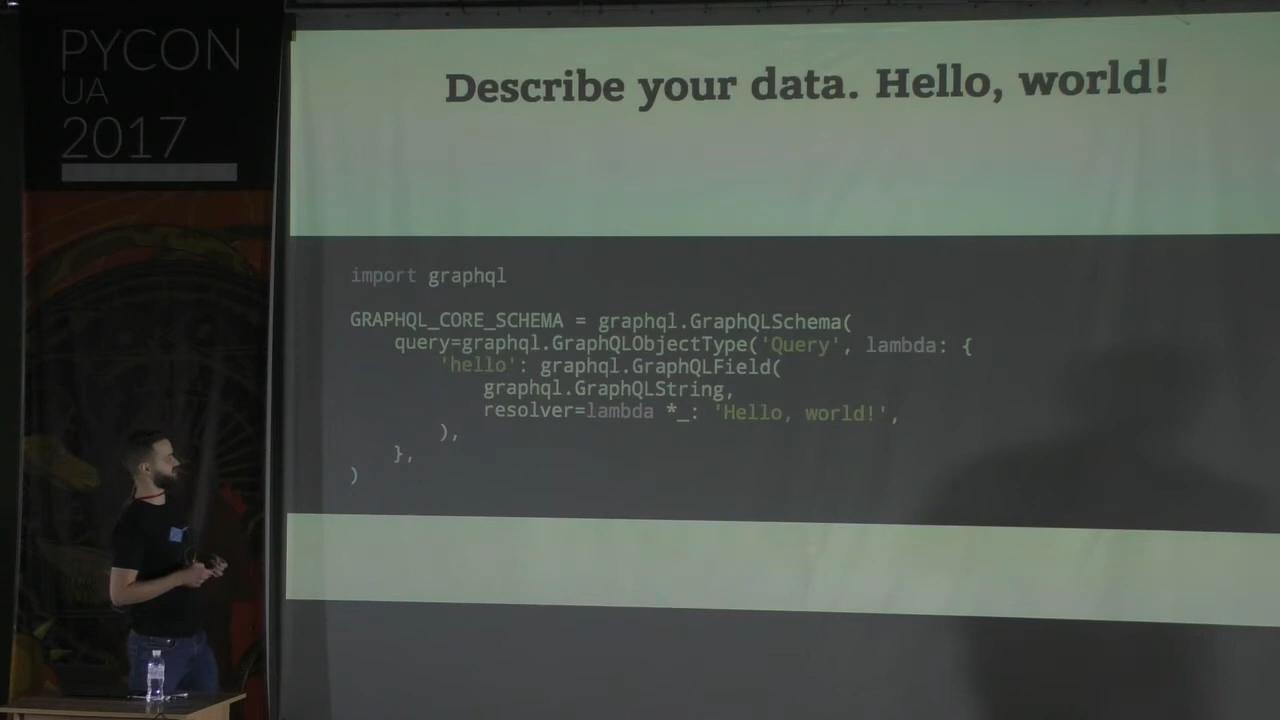 PYCON
UA
2017
Describe your data. Hello, world!
import graphql
GRAPHQL_CORE_SCHEMA = graphql.GraphQLSchema(
    query=graphql.GraphQLObjectType('Query', lambda: {
        'hello': graphql.GraphQLField(
            graphql.GraphQLString,
            resolver=lambda *_: 'Hello, world!',
        ),
    },
)